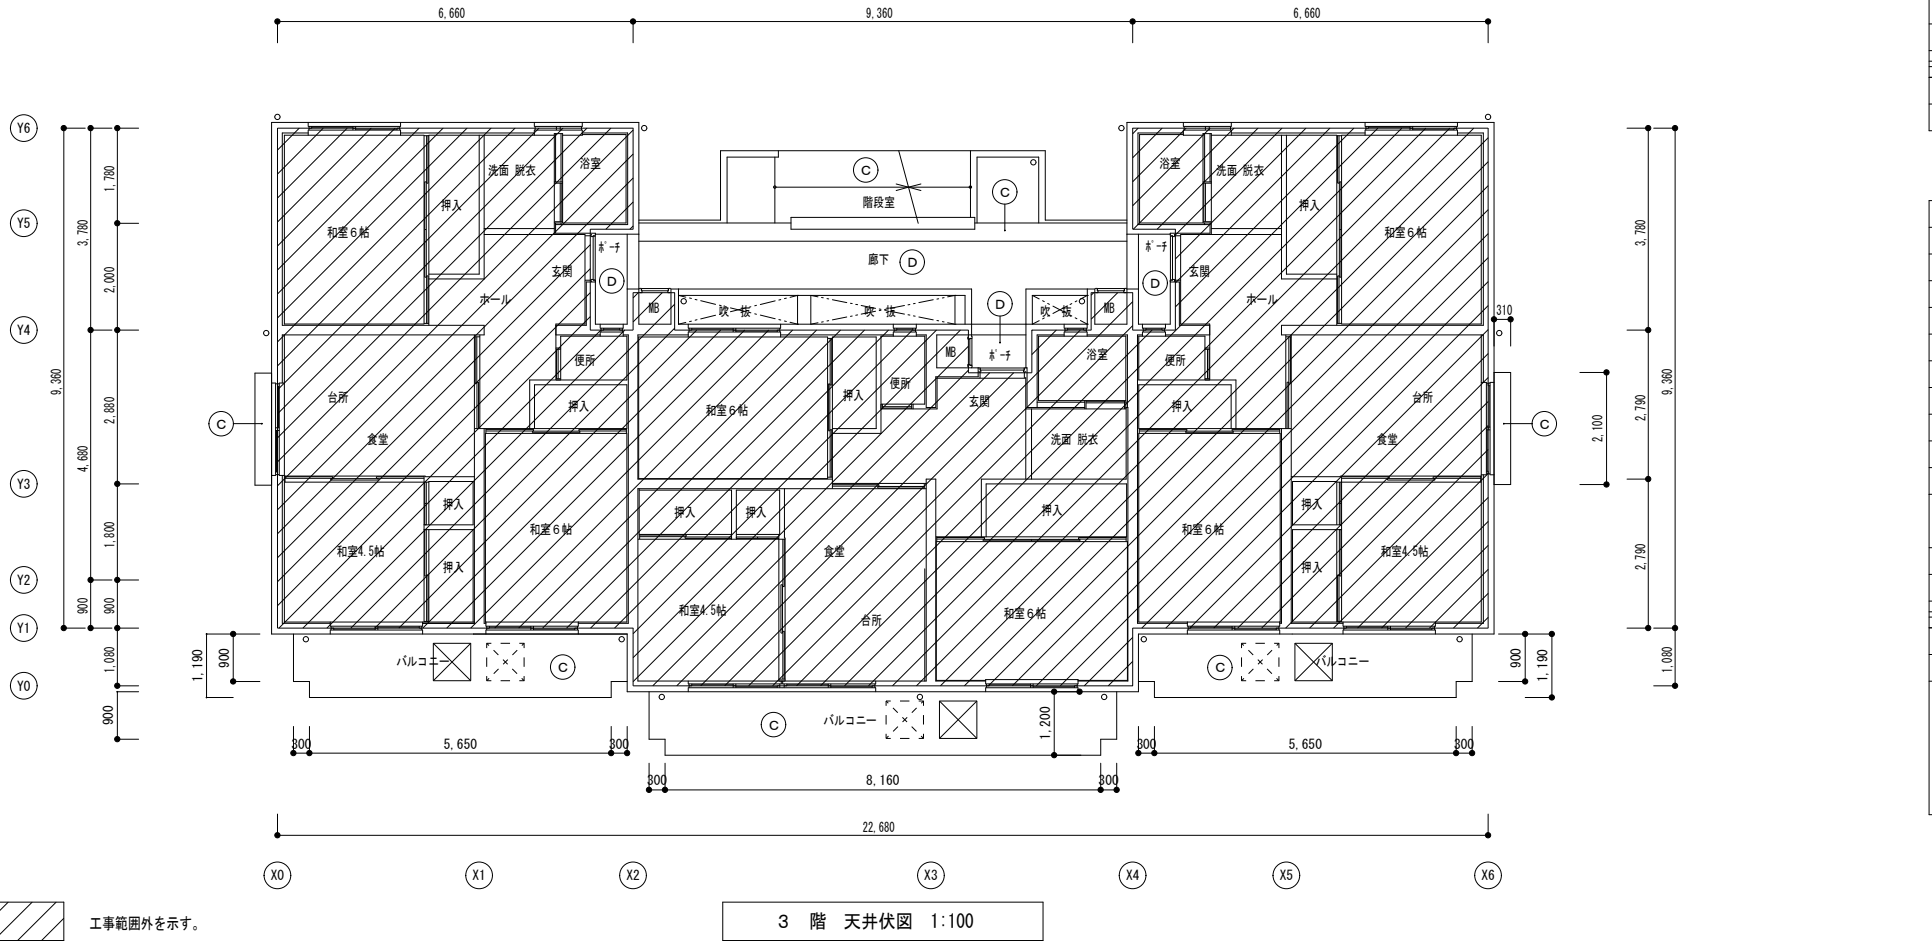 6,660
9,360
6,660
Y6
Y5
Y4
Y3
Y2
Y1
Y0
9,360
3,780
4,680
900
1,780
2,000
2,880
1,800
900
1,080
900
1,190
900
和室6帖
押入
洗面 脱衣
浴室
ポーチ
D
玄関
ホール
台所
食堂
便所
押入
C
和室4.5帖
押入
押入
和室6帖
バルコニー
C
C
階段室
C
廊下
D
MB
吹・抜
吹・抜
D
吹・抜
MB
和室6帖
押入
便所
MB
ポーチ
浴室
玄関
洗面 脱衣
押入
押入
押入
食堂
和室4.5帖
台所
和室6帖
C
バルコニー
1,200
浴室
洗面 脱衣
押入
和室6帖
ポーチ
D
玄関
ホール
便所
押入
台所
食堂
C
和室6帖
押入
押入
和室4.5帖
C
バルコニー
310
2,100
3,780
2,790
2,790
9,360
1,080
900
1,190
300
5,650
300
300
8,160
300
300
5,650
300
22,680
X0
X1
X2
X3
X4
X5
X6
工事範囲外を示す。
3 階 天井伏図 1:100